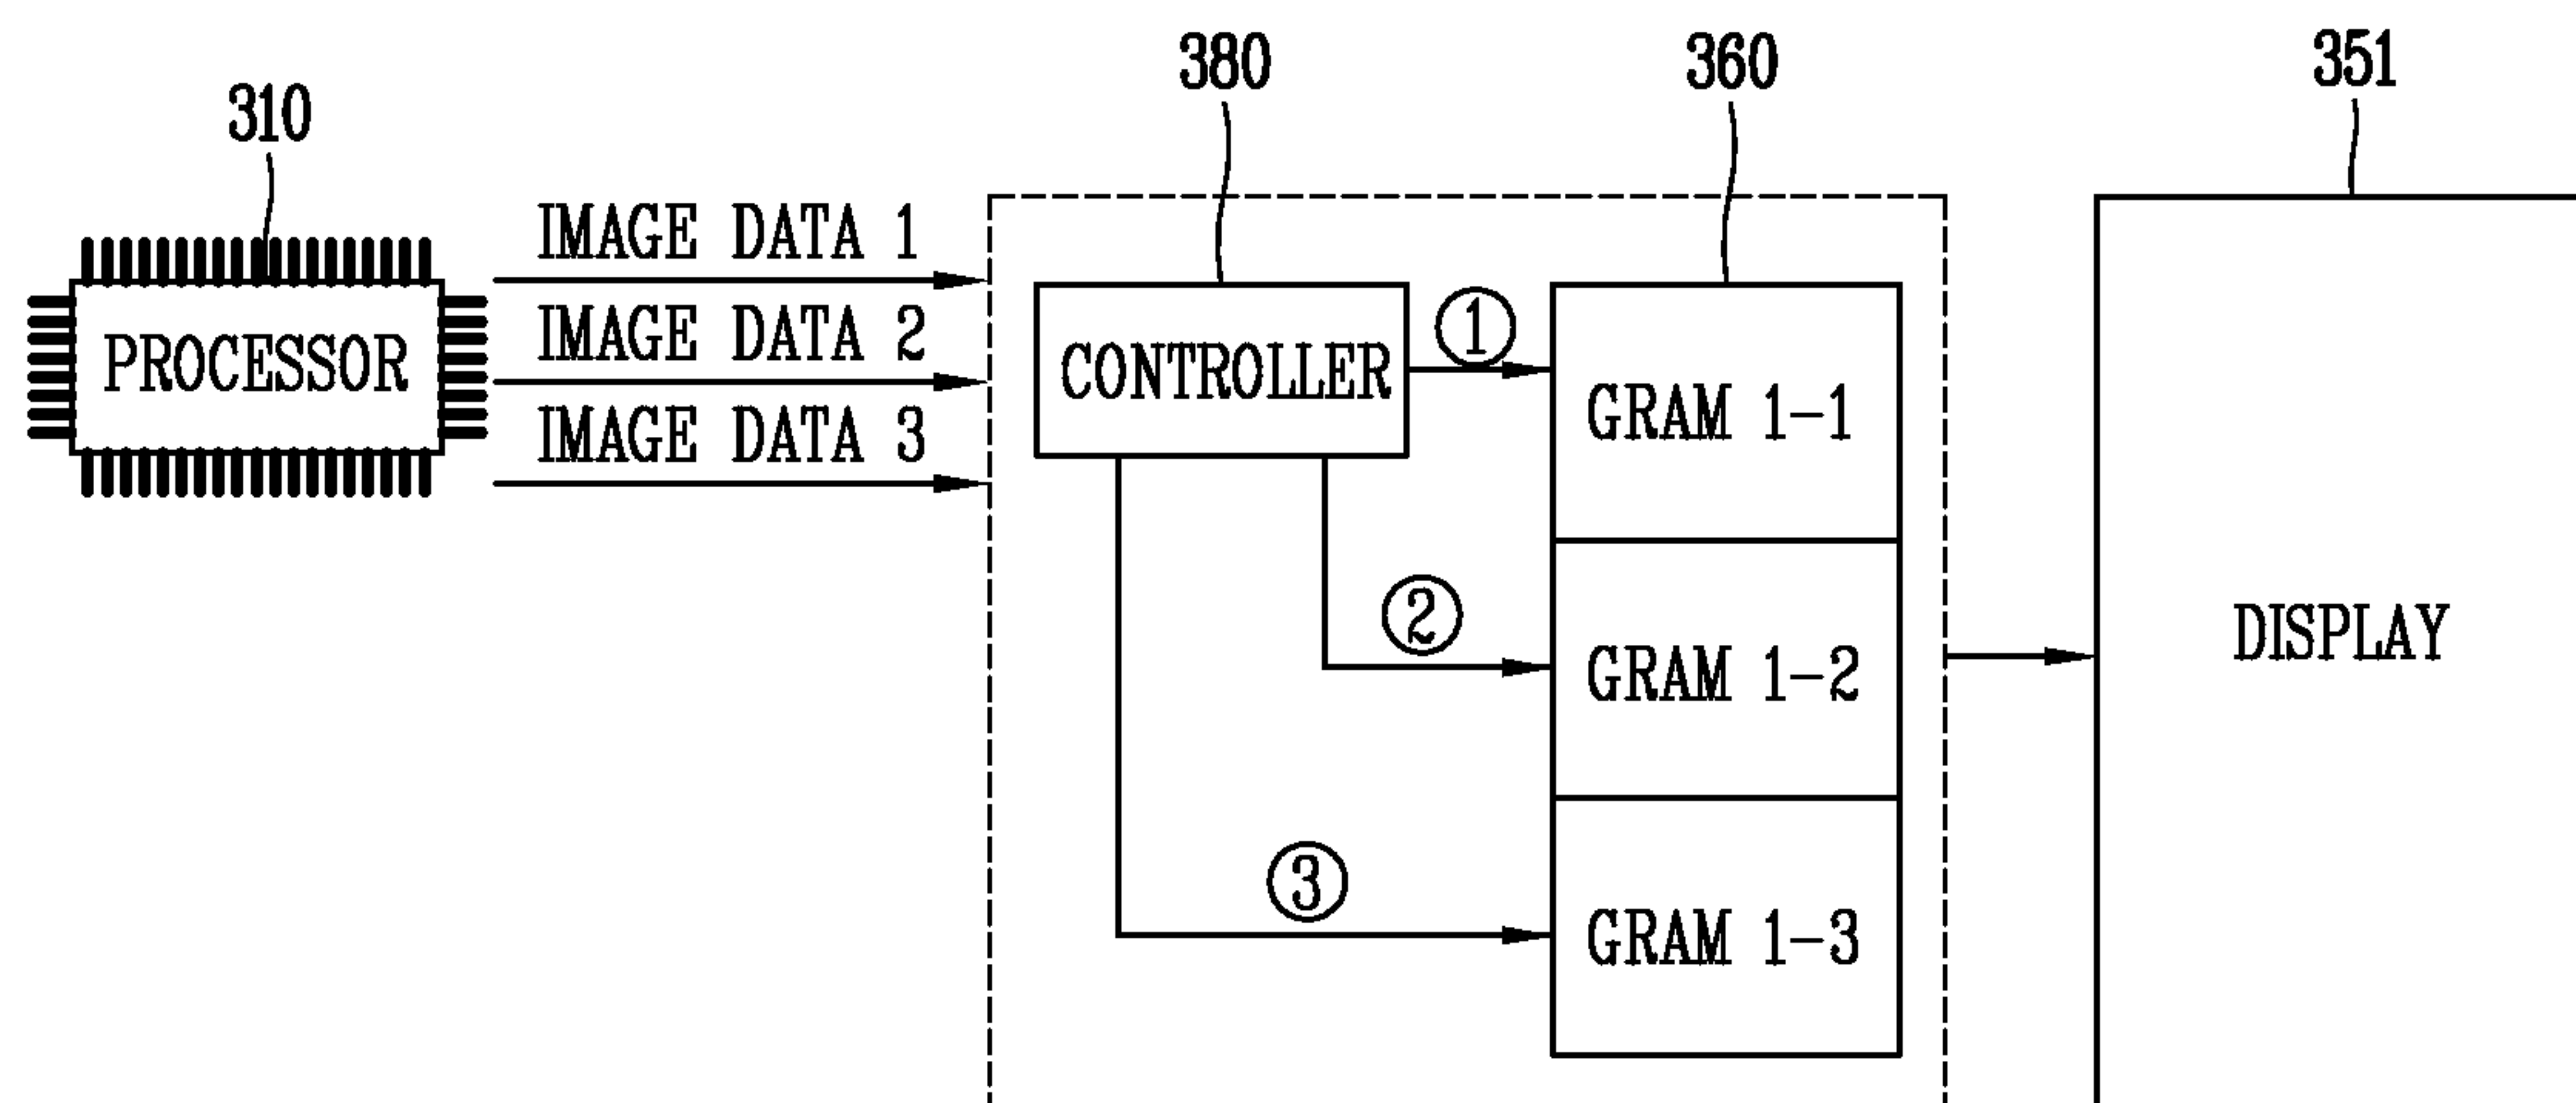 380
360
351
310
IMAGE DATA 1
IMAGE DATA 2
IMAGE DATA 3
PROCESSOR
CONTROLLER
①
GRAM 1-1
②
GRAM 1-2
DISPLAY
③
GRAM 1-3